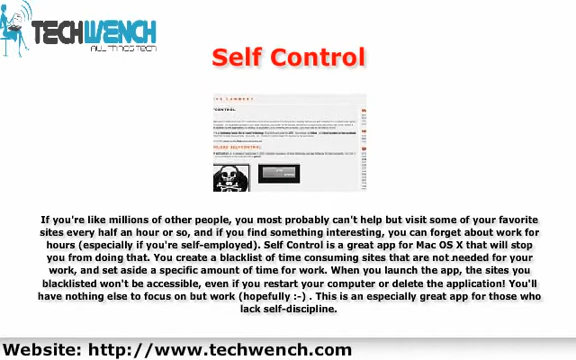 TECHWENCH
ALL THINGS TECH
Self Control
If you're like millions of other people, you most probably can't help but visit some of your favorite
sites every half an hour or so, and if you find something interesting, you can forget about work for
hours (especially if you're self-employed). Self Control is a great app for Mac OS X that will stop
you from doing that. You create a blacklist of time consuming sites that are not needed for your
work, and set aside a specific amount of time for work. When you launch the app, the sites you
blacklisted won't be accessible, even if you restart your computer or delete the application! You'll
have nothing else to focus on but work (hopefully :-) . This is an especially great app for those who
lack self-discipline.
Website: http://www.techwench.com